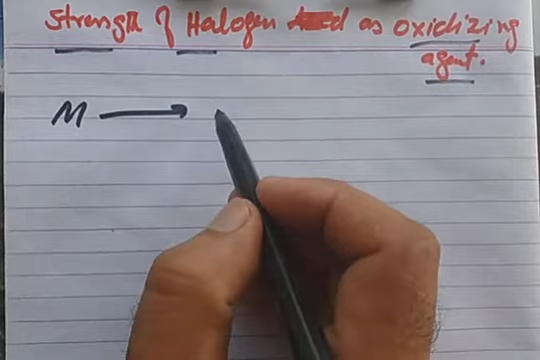 Strength of Halogen as oxidizing
agent.
M →